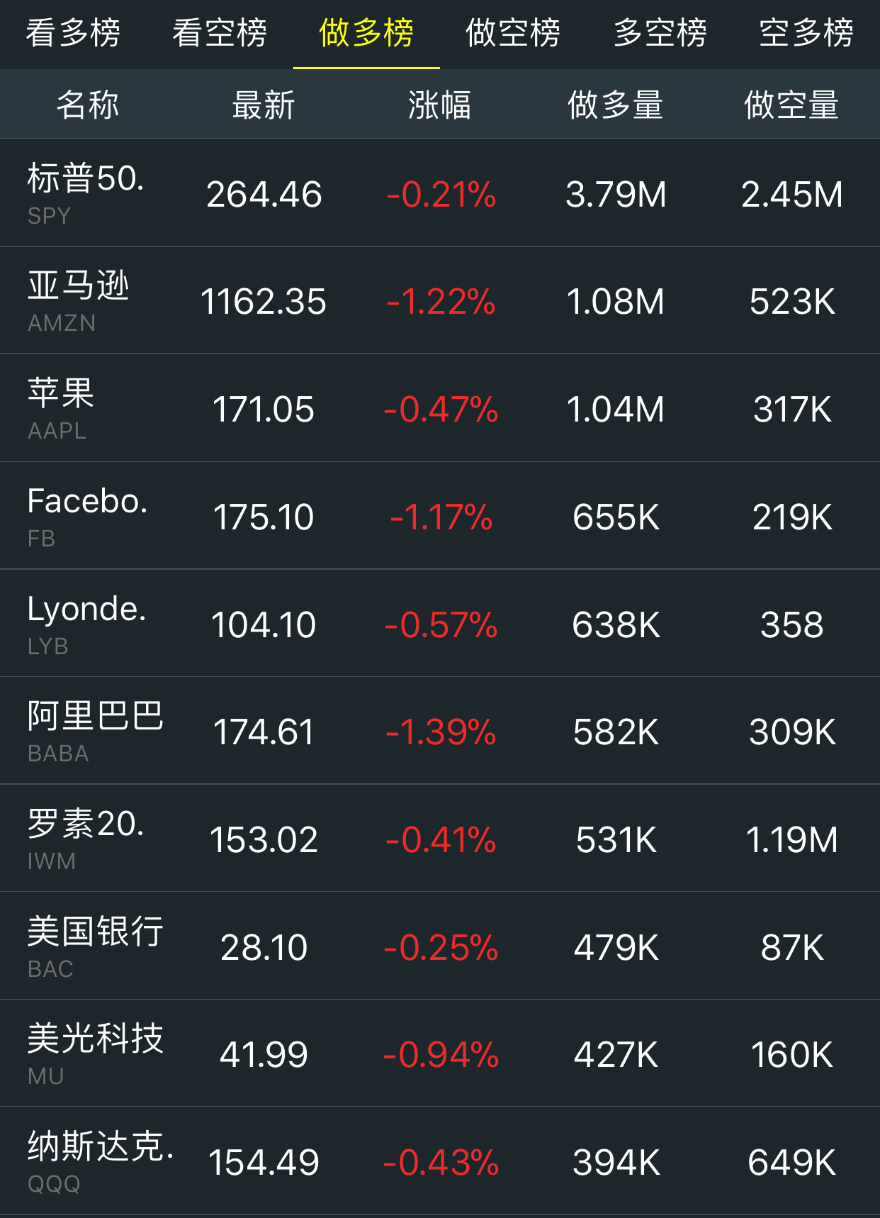 看多榜 看空榜 做多榜 做空榜 多空榜 空多榜
名称 最新 涨幅 做多量 做空量
标普50. 264.46 -0.21% 3.79M 2.45M
SPY
亚马逊 1162.35 -1.22% 1.08M 523K
AMZN
苹果 171.05 -0.47% 1.04M 317K
AAPL
Facebo. 175.10 -1.17% 655K 219K
FB
Lyonde. 104.10 -0.57% 638K 358
LYB
阿里巴巴 174.61 -1.39% 582K 309K
BABA
罗素20. 153.02 -0.41% 531K 1.19M
IWM
美国银行 28.10 -0.25% 479K 87K
BAC
美光科技 41.99 -0.94% 427K 160K
MU
纳斯达克. 154.49 -0.43% 394K 649K
QQQ